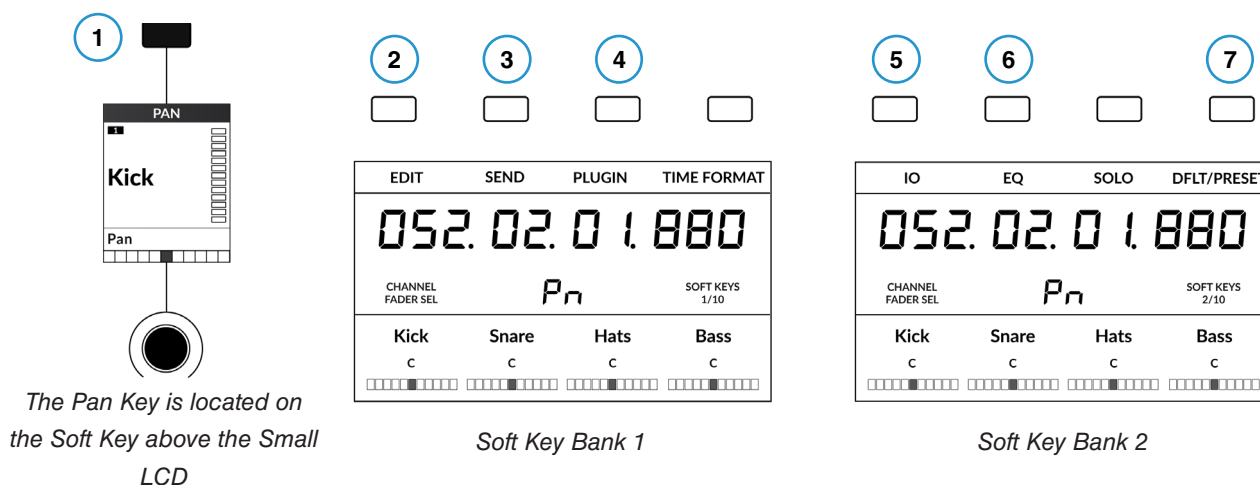 1
PAN
1
Kick
Pan
The Pan Key is located on
the Soft Key above the Small
LCD
2 3 4
EDIT SEND PLUGIN TIME FORMAT
052. 02. 01. 880
CHANNEL
FADER SEL
Pn
SOFT KEYS
1/10
Kick Snare Hats Bass
C C C C
Soft Key Bank 1
5 6 7
IO EQ SOLO DFLT/PRESET
052. 02. 01. 880
CHANNEL
FADER SEL
Pn
SOFT KEYS
2/10
Kick Snare Hats Bass
C C C C
Soft Key Bank 2